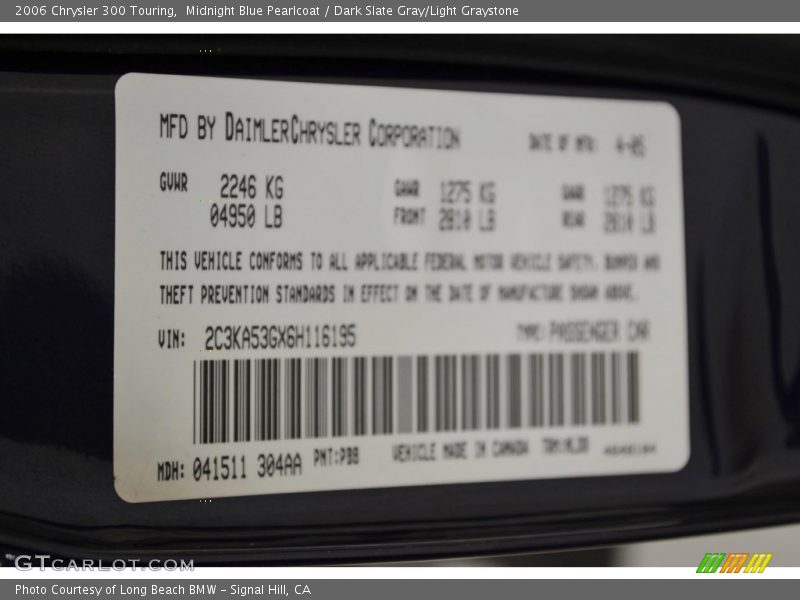 2006 Chrysler 300 Touring,  Midnight Blue Pearlcoat / Dark Slate Gray/Light Graystone
MFD BY DAIMLERCHRYSLER CORPORATION DATE OF MFR: 4-05
GVWR 2246 KG GAWR 1275 KG GAWR 1275 KG
04950 LB FRONT 2810 LB REAR 2810 LB
THIS VEHICLE CONFORMS TO ALL APPLICABLE FEDERAL MOTOR VEHICLE SAFETY, BUMPER AND
THEFT PREVENTION STANDARDS IN EFFECT ON THE DATE OF MANUFACTURE SHOWN ABOVE.
VIN: 2C3KA53GX6H116195 TYPE: PASSENGER CAR
MDH: 041511 304AA PNT:PBB VEHICLE MADE IN CANADA
GTCARLOT.COM
Photo Courtesy of Long Beach BMW - Signal Hill, CA